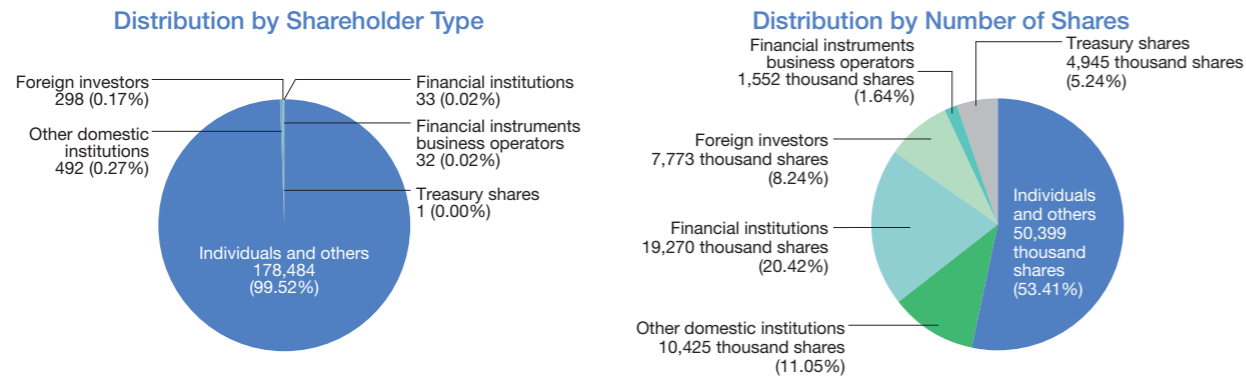 Distribution by Shareholder Type
Foreign investors
298 (0.17%)
Other domestic
institutions
492 (0.27%)
Financial institutions
33 (0.02%)
Financial instruments
business operators
32 (0.02%)
Treasury shares
1 (0.00%)
Individuals and others
178,484
(99.52%)
Distribution by Number of Shares
Financial instruments
business operators
1,552 thousand shares
(1.64%)
Treasury shares
4,945 thousand shares
(5.24%)
Foreign investors
7,773 thousand shares
(8.24%)
Financial institutions
19,270 thousand shares
(20.42%)
Individuals
and others
50,399
thousand
shares
(53.41%)
Other domestic institutions
10,425 thousand shares
(11.05%)